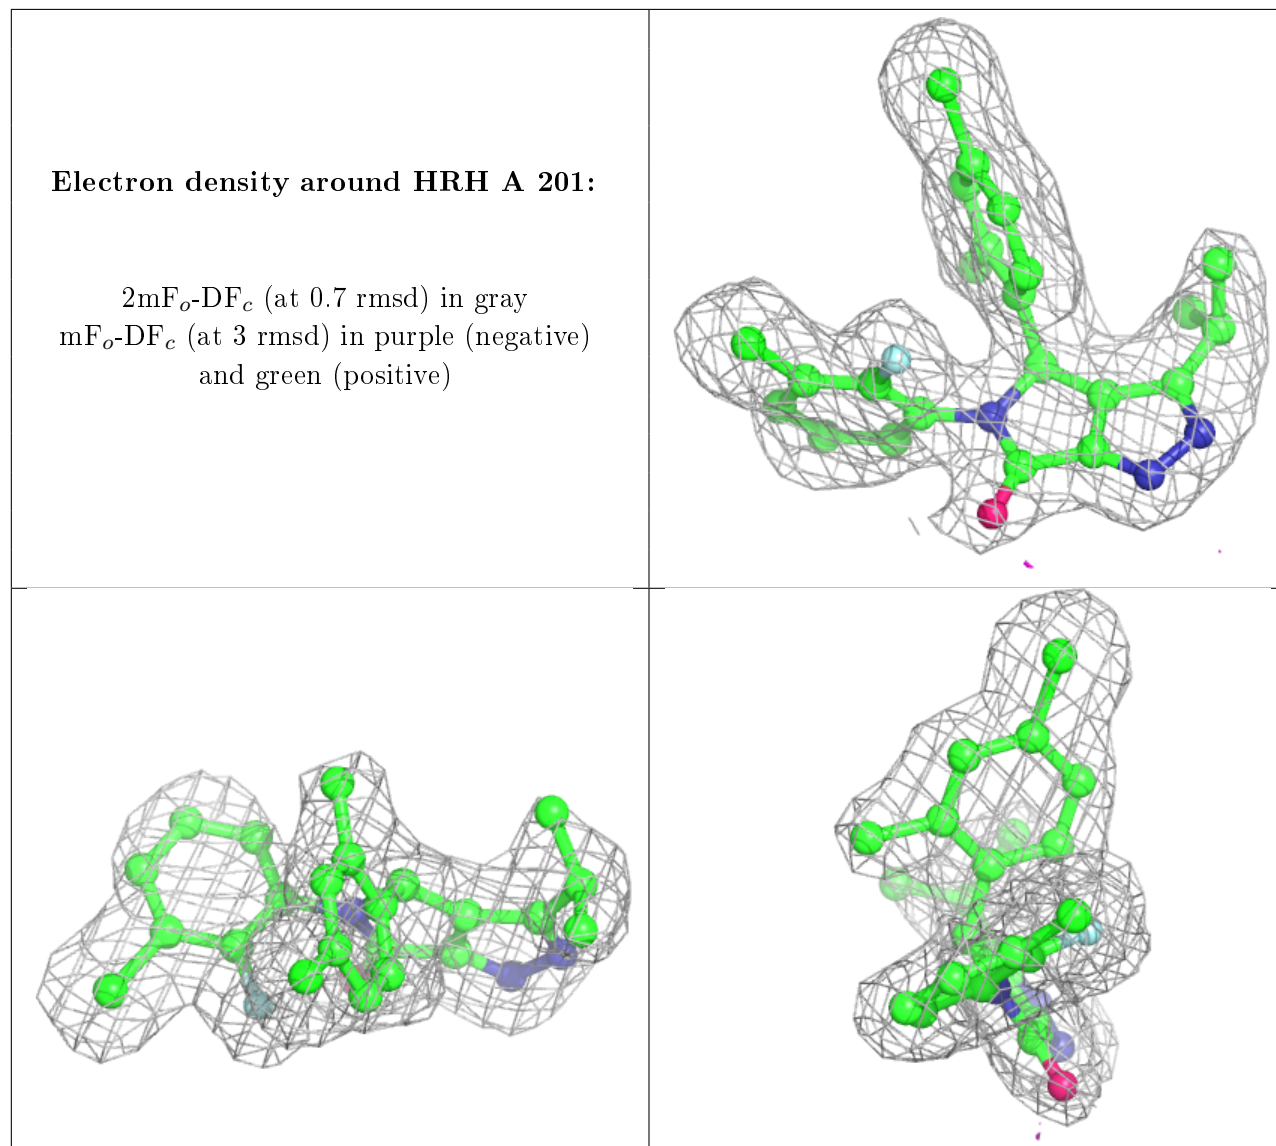 Electron density around HRH A 201:
2mFo-DFc (at 0.7 rmsd) in gray
mFo-DFc (at 3 rmsd) in purple (negative)
and green (positive)